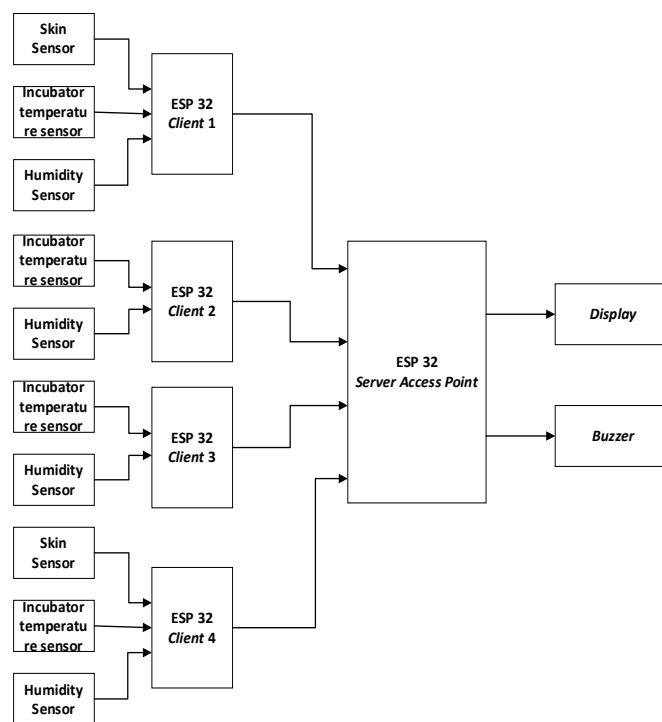 Skin
Sensor
Incubator
temperatu
re sensor
Humidity
Sensor
ESP 32
Client 1
Incubator
temperatu
re sensor
Humidity
Sensor
ESP 32
Client 2
Incubator
temperatu
re sensor
Humidity
Sensor
ESP 32
Client 3
Skin
Sensor
Incubator
temperatu
re sensor
Humidity
Sensor
ESP 32
Client 4
ESP 32
Server Access Point
Display
Buzzer